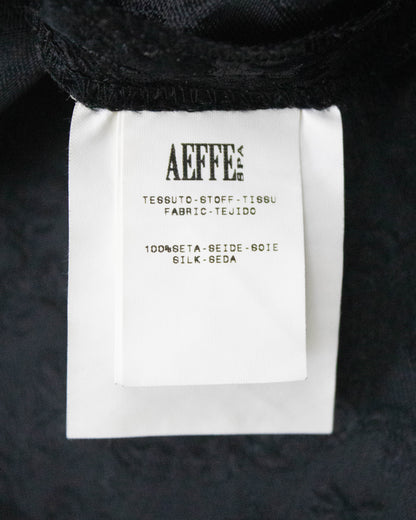 AEFFE SPA
TESSUTO-STOFF-TISSU
FABRIC-TEJIDO
100%SETA-SEIDE-SOIE
SILK-SEDA